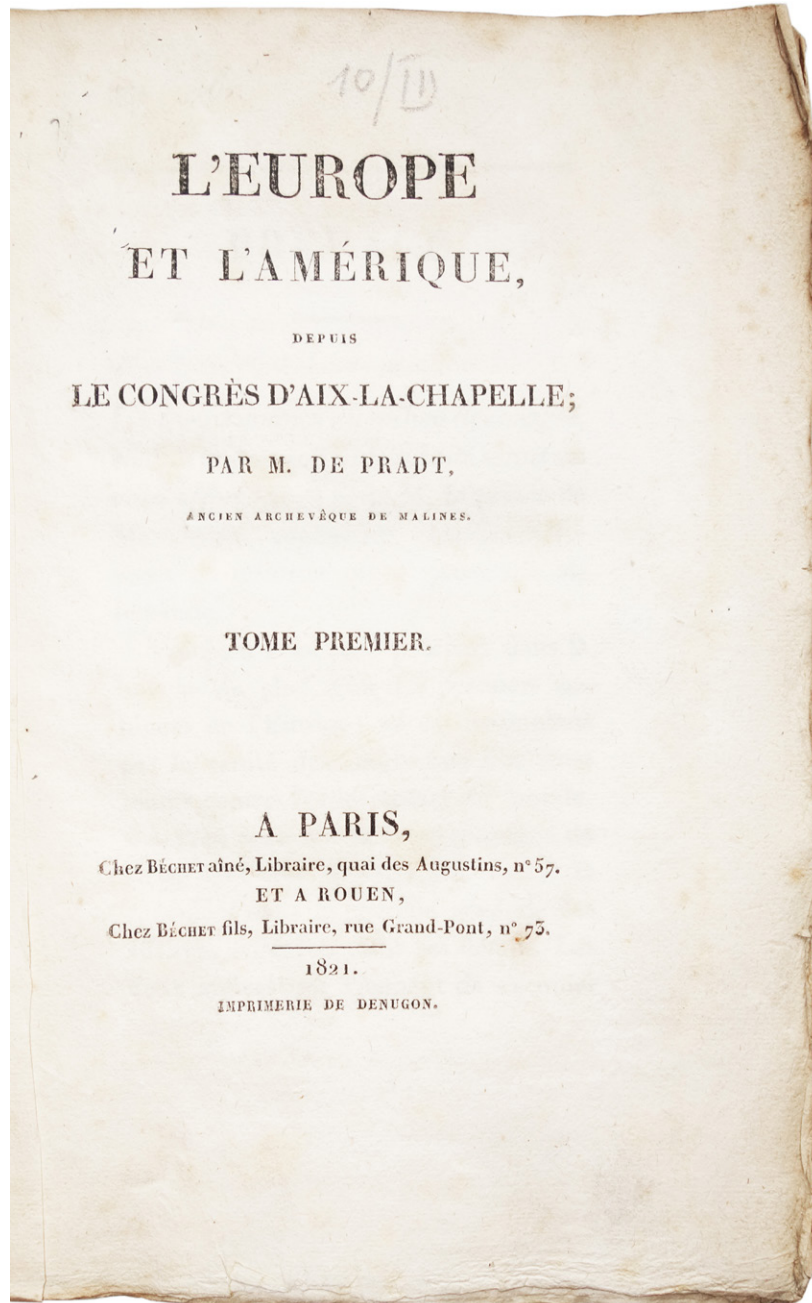 10/III
L'EUROPE
ET L'AMÉRIQUE,
DEPUIS
LE CONGRÈS D'AIX-LA-CHAPELLE;
PAR M. DE PRADT,
ANCIEN ARCHEVÊQUE DE MALINES.
TOME PREMIER.
A PARIS,
Chez BÉCHET aîné, Libraire, quai des Augustins, n° 57.
ET A ROUEN,
Chez BÉCHET fils, Libraire, rue Grand-Pont, n° 73.
1821.
IMPRIMERIE DE DENUGON.